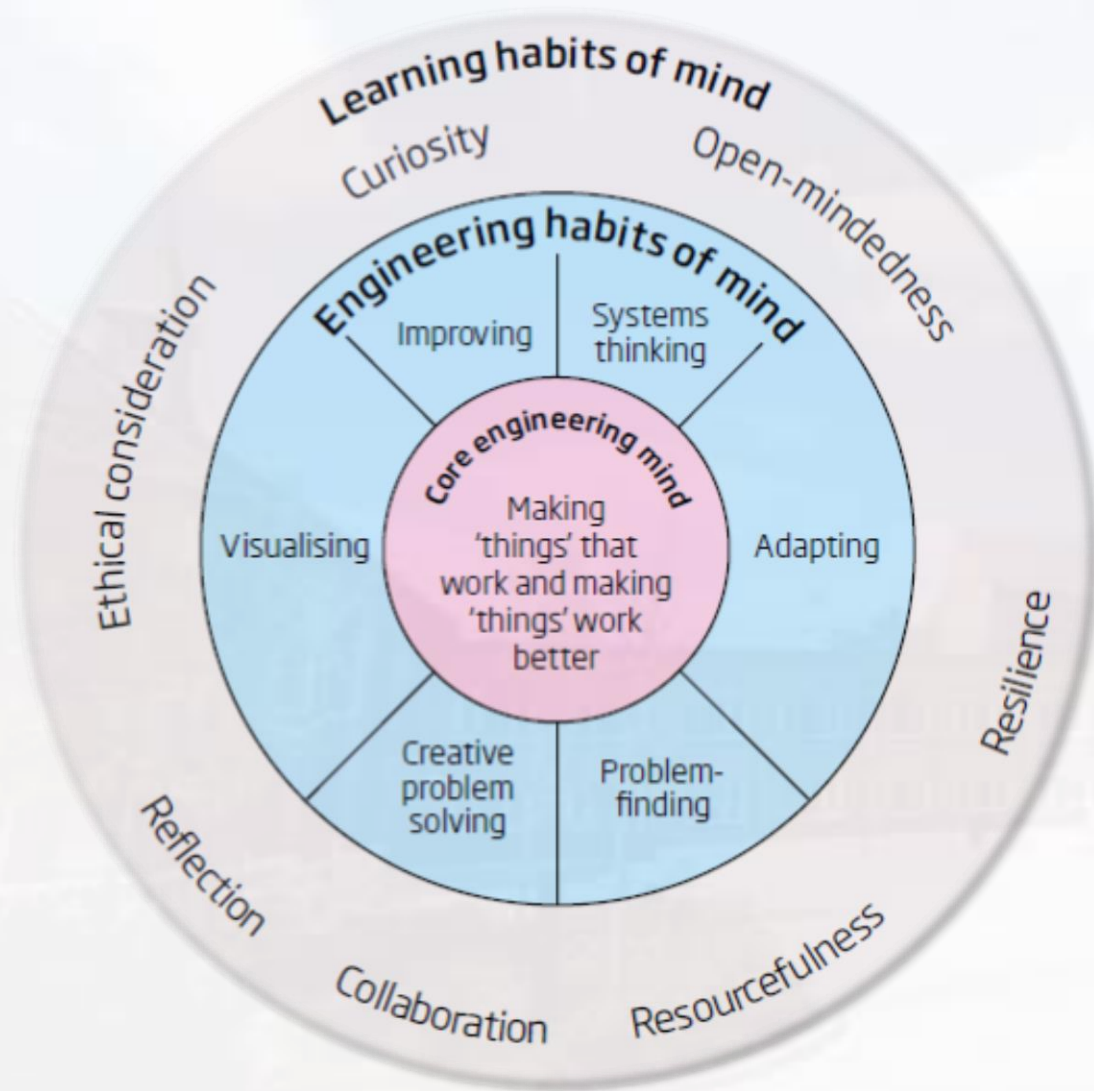 Learning habits of mind
Curiosity
Open-mindedness
Ethical consideration
Resilience
Reflection
Collaboration
Resourcefulness
Engineering habits of mind
Improving
Systems
thinking
Visualising
Adapting
Creative
problem
solving
Problem-
finding
Core engineering mind
Making
'things' that
work and making
'things' work
better